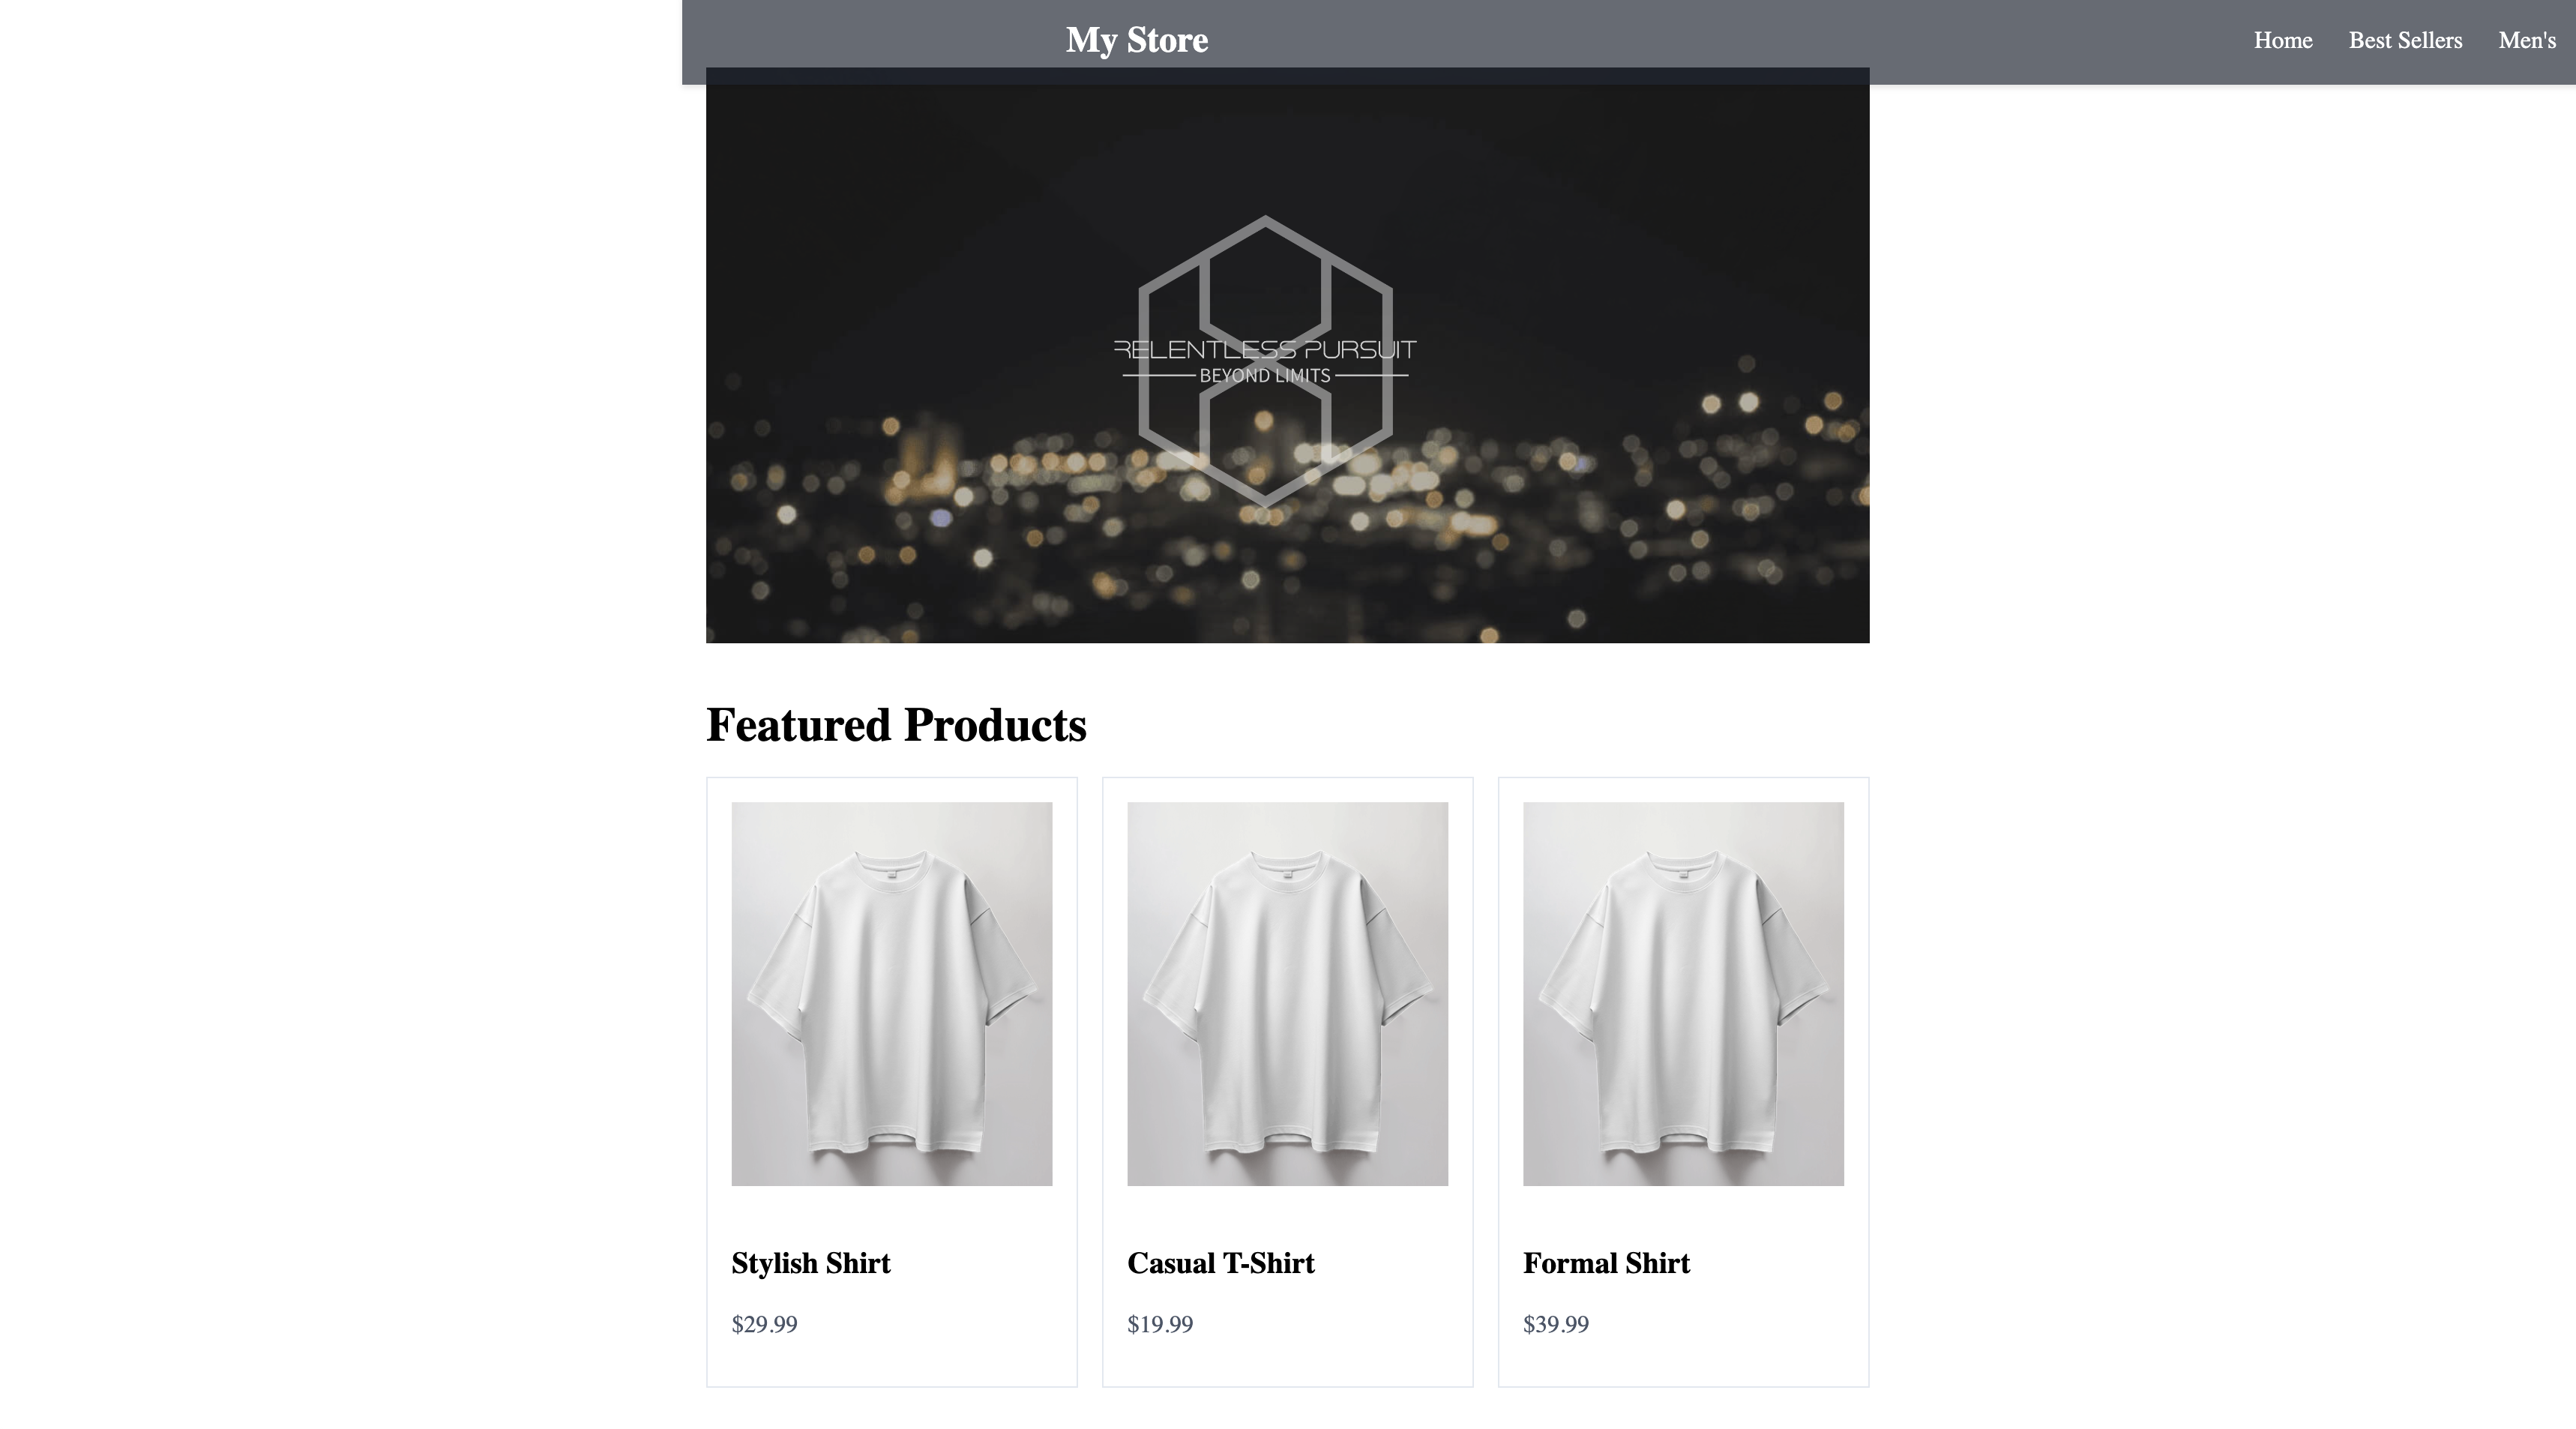 My Store
Home Best Sellers Men's
RELENTLESS PURSUIT
BEYOND LIMITS
Featured Products
Stylish Shirt
$29.99
Casual T-Shirt
$19.99
Formal Shirt
$39.99